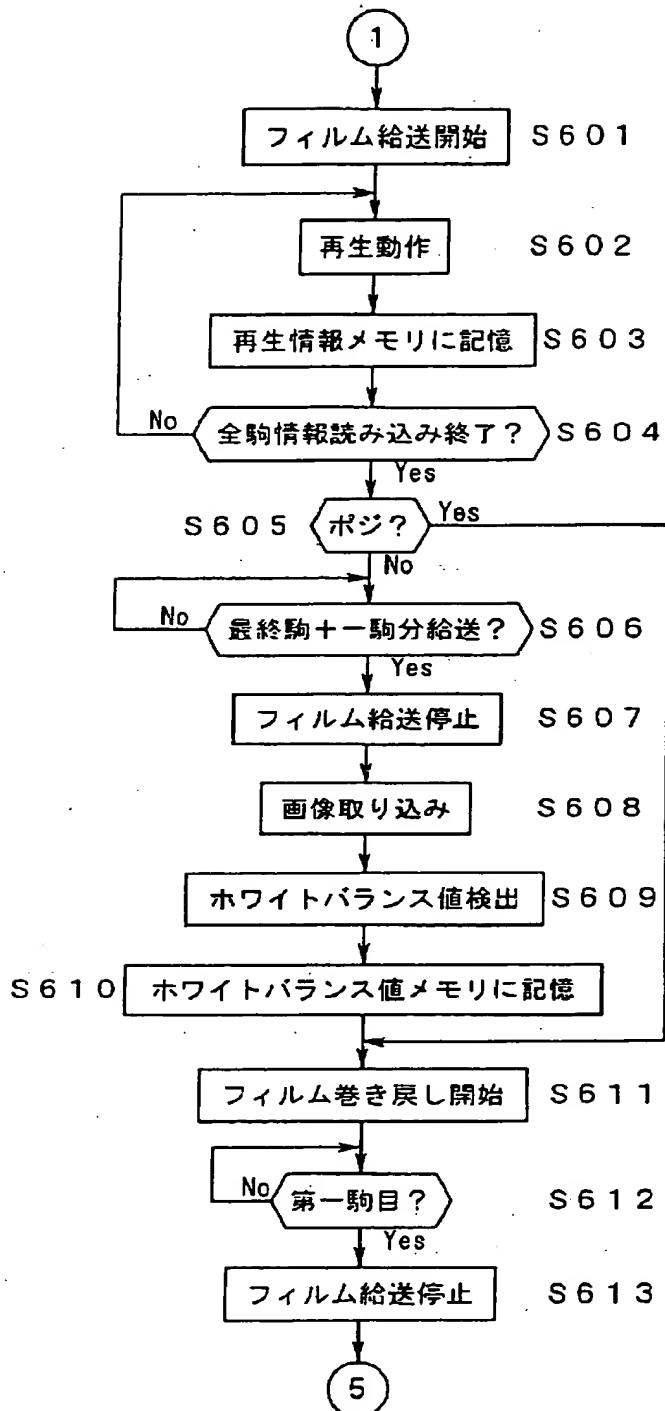 1
フィルム給送開始 S601
再生動作 S602
再生情報メモリに記憶 S603
No 全駒情報読み込み終了? S604
Yes
S605 ポジ? Yes
No
No 最終駒+一駒分給送? S606
Yes
フィルム給送停止 S607
画像取り込み S608
ホワイトバランス値検出 S609
S610 ホワイトバランス値メモリに記憶
フィルム巻き戻し開始 S611
No 第一駒目? S612
Yes
フィルム給送停止 S613
5